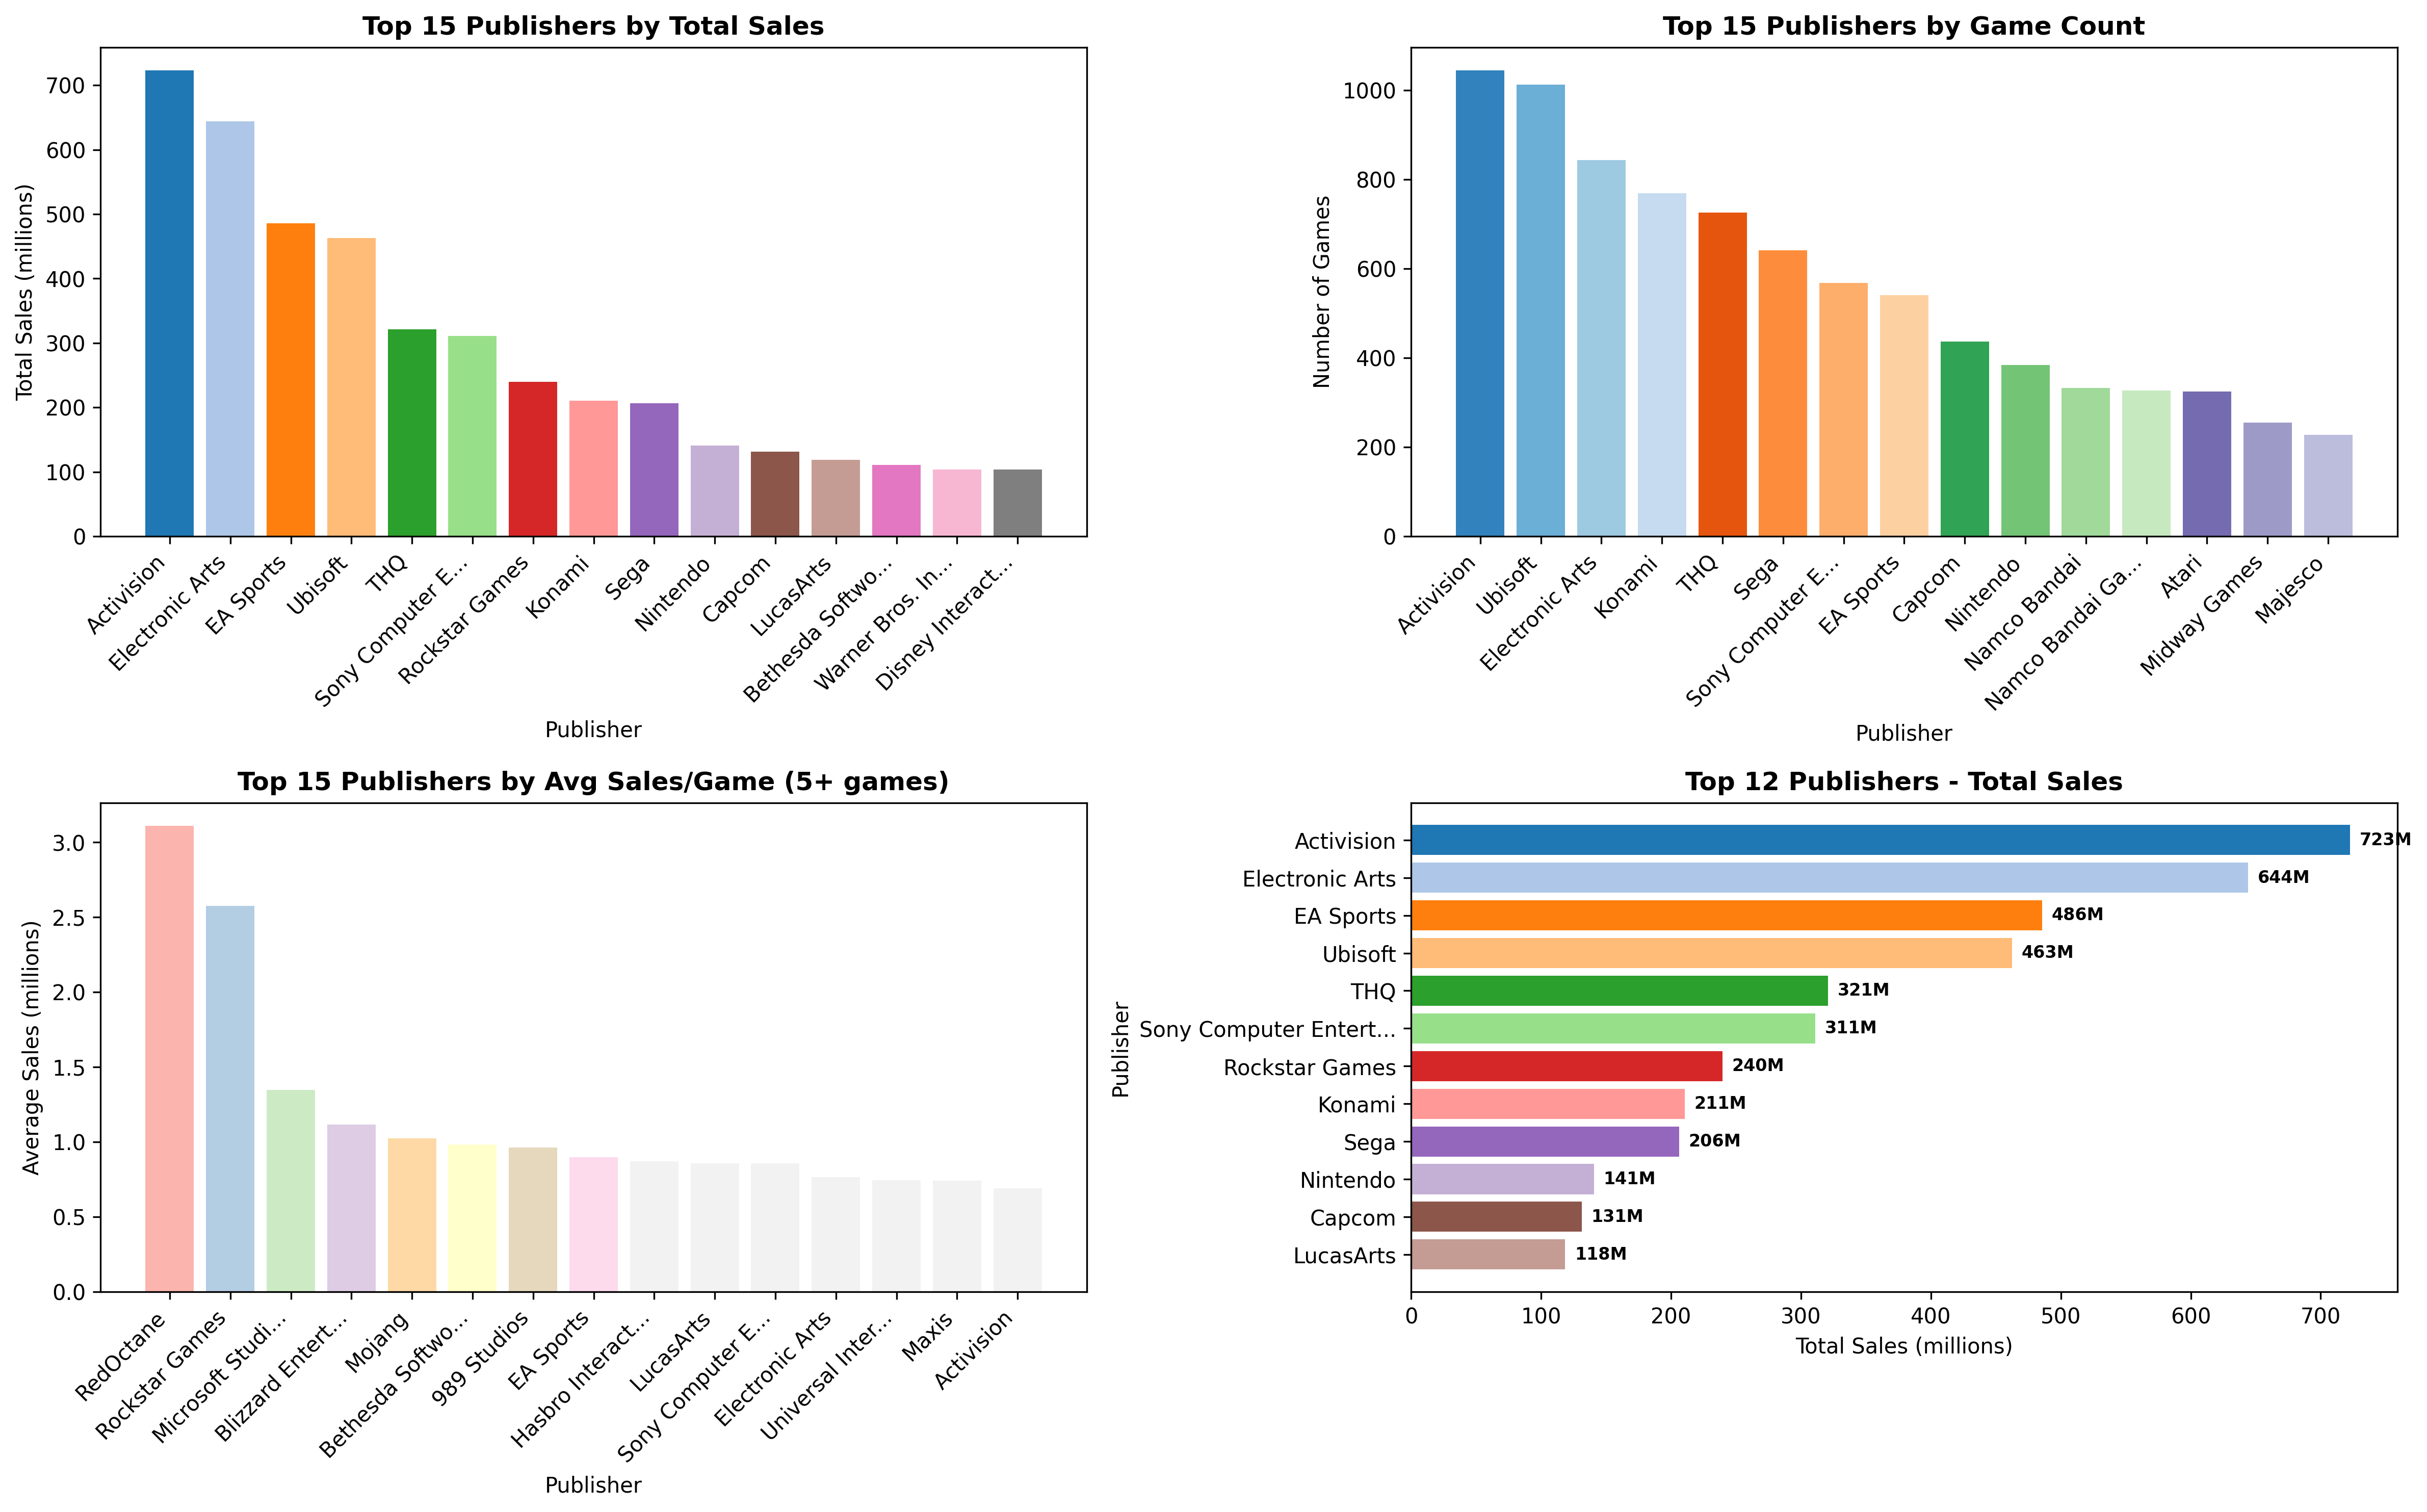 Top 15 Publishers by Total Sales
Total Sales (millions)
700
600
500
400
300
200
100
0
Activision
Electronic Arts
EA Sports
Ubisoft
THQ
Sony Computer E...
Rockstar Games
Konami
Sega
Nintendo
Capcom
LucasArts
Bethesda Softwo...
Warner Bros. In...
Disney Interact...
Publisher
Top 15 Publishers by Game Count
Number of Games
1000
800
600
400
200
0
Activision
Ubisoft
Electronic Arts
Konami
THQ
Sega
Sony Computer E...
EA Sports
Capcom
Nintendo
Namco Bandai
Namco Bandai Ga...
Atari
Midway Games
Majesco
Publisher
Top 15 Publishers by Avg Sales/Game (5+ games)
Average Sales (millions)
3.0
2.5
2.0
1.5
1.0
0.5
0.0
RedOctane
Rockstar Games
Microsoft Studi...
Blizzard Entert...
Mojang
Bethesda Softwo...
989 Studios
EA Sports
Hasbro Interact...
LucasArts
Sony Computer E...
Electronic Arts
Universal Inter...
Maxis
Activision
Publisher
Top 12 Publishers - Total Sales
Publisher
Activision 723M
Electronic Arts 644M
EA Sports 486M
Ubisoft 463M
THQ 321M
Sony Computer Entert... 311M
Rockstar Games 240M
Konami 211M
Sega 206M
Nintendo 141M
Capcom 131M
LucasArts 118M
0 100 200 300 400 500 600 700
Total Sales (millions)